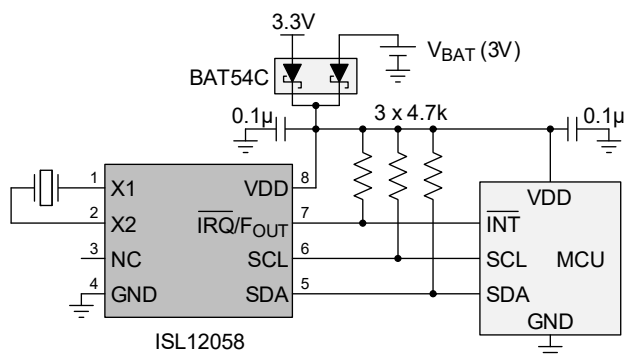 3.3V
V_BAT (3V)
BAT54C
0.1µ
3 x 4.7k
0.1µ
1 X1
VDD 8
2 X2
IRQ/F_OUT 7
3 NC
SCL 6
4 GND
SDA 5
ISL12058
VDD
INT
SCL
MCU
SDA
GND